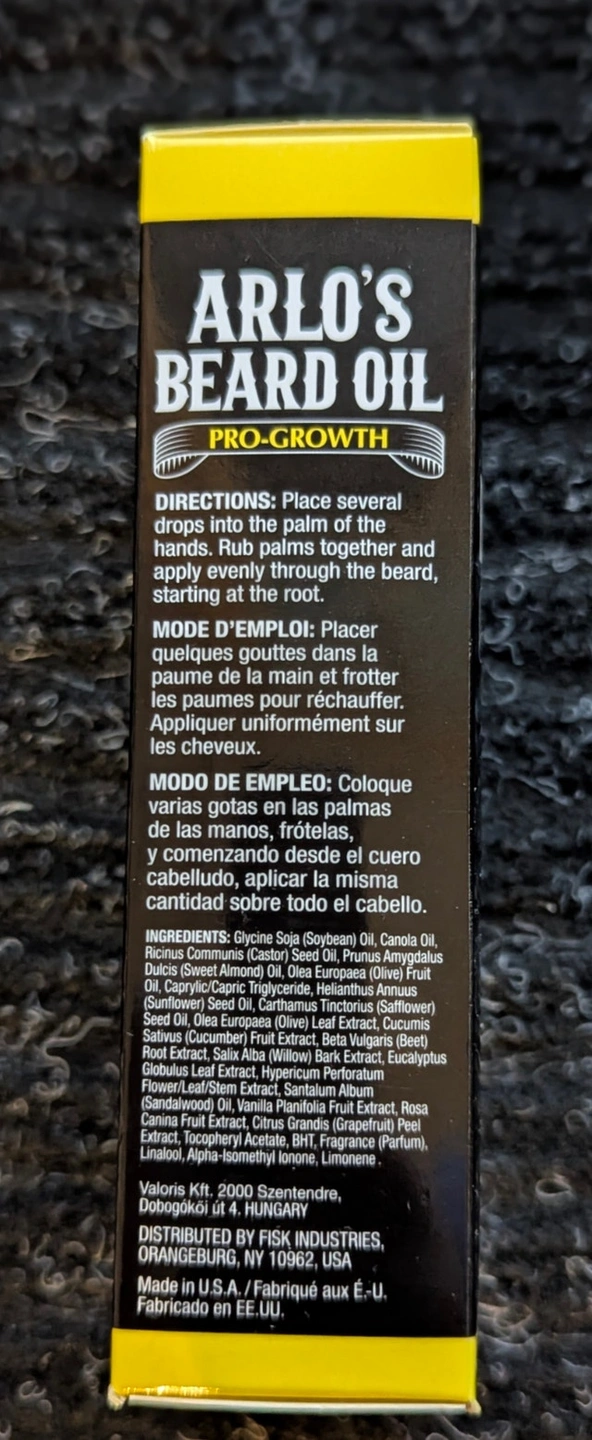 ARLO'S
BEARD OIL
PRO-GROWTH
DIRECTIONS: Place several
drops into the palm of the
hands. Rub palms together and
apply evenly through the beard,
starting at the root.
MODE D'EMPLOI: Placer
quelques gouttes dans la
paume de la main et frotter
les paumes pour réchauffer.
Appliquer uniformément sur
les cheveux.
MODO DE EMPLEO: Coloque
varias gotas en las palmas
de las manos, frótelas,
y comenzando desde el cuero
cabelludo, aplicar la misma
cantidad sobre todo el cabello.
INGREDIENTS: Glycine Soja (Soybean) Oil, Canola Oil,
Ricinus Communis (Castor) Seed Oil, Prunus Amygdalus
Dulcis (Sweet Almond) Oil, Olea Europaea (Olive) Fruit
Oil, Caprylic/Capric Triglyceride, Helianthus Annuus
(Sunflower) Seed Oil, Carthamus Tinctorius (Safflower)
Seed Oil, Olea Europaea (Olive) Leaf Extract, Cucumis
Sativus (Cucumber) Fruit Extract, Beta Vulgaris (Beet)
Root Extract, Salix Alba (Willow) Bark Extract, Eucalyptus
Globulus Leaf Extract, Hypericum Perforatum
Flower/Leaf/Stem Extract, Santalum Album
(Sandalwood) Oil, Vanilla Planifolia Fruit Extract, Rosa
Canina Fruit Extract, Citrus Grandis (Grapefruit) Peel
Extract, Tocopheryl Acetate, BHT, Fragrance (Parfum),
Linalool, Alpha-Isomethyl Ionone, Limonene.
Valoris Kft, 2000 Szentendre,
Dobogókõi út 4. HUNGARY
DISTRIBUTED BY FISK INDUSTRIES,
ORANGEBURG, NY 10962, USA
Made in U.S.A. / Fabriqué aux É.-U.
Fabricado en EE.UU.